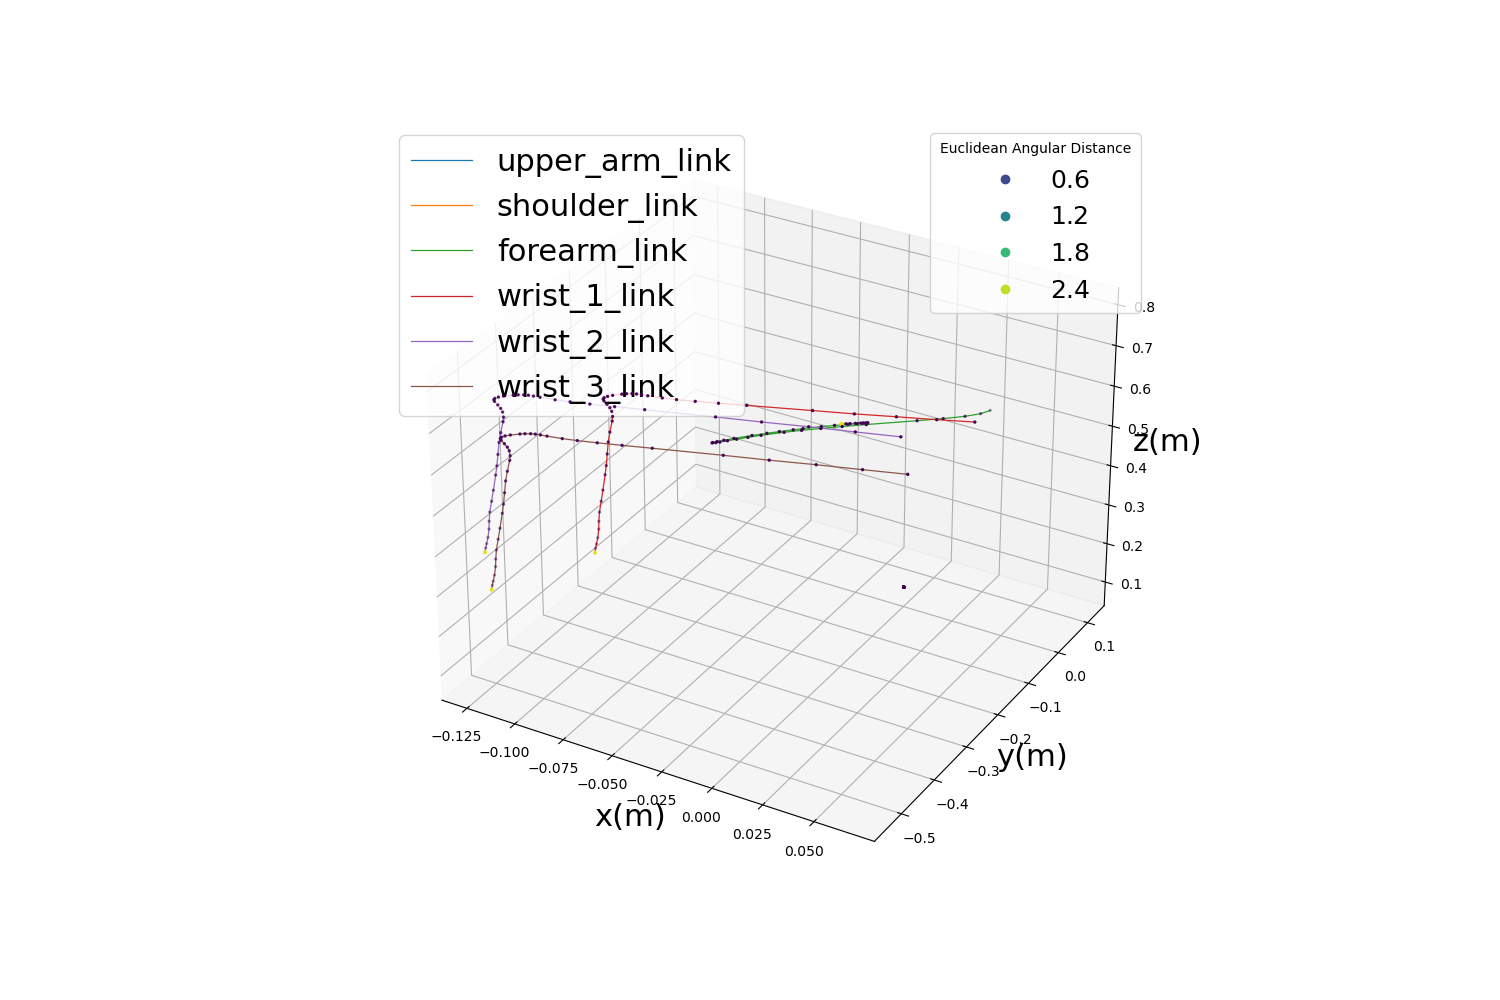 upper_arm_link
shoulder_link
forearm_link
wrist_1_link
wrist_2_link
wrist_3_link
Euclidean Angular Distance
0.6
1.2
1.8
2.4
0.8
0.7
0.6
0.5
z(m)
0.4
0.3
0.2
0.1
0.1
0.0
−0.1
−0.2
−0.3
y(m)
−0.4
−0.5
−0.125
−0.100
−0.075
−0.050
−0.025
0.000
0.025
0.050
x(m)